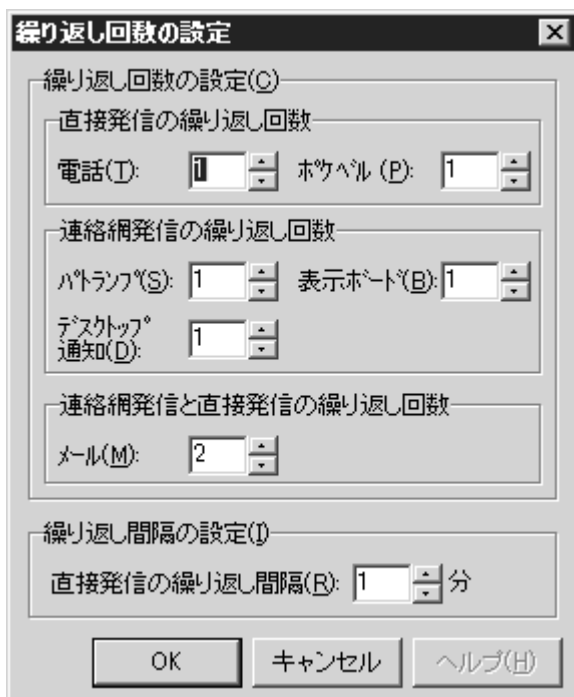 繰り返し回数の設定
繰り返し回数の設定(C)
直接発信の繰り返し回数
電話(T): 1 ﾎﾟｹﾍﾞﾙ (P): 1
連絡網発信の繰り返し回数
ﾊﾟﾄﾗﾝﾌﾟ(S): 1 表示ﾎﾞｰﾄﾞ(B): 1
ﾃﾞｽｸﾄｯﾌﾟ
通知(D): 1
連絡網発信と直接発信の繰り返し回数
ﾒｰﾙ(M): 2
繰り返し間隔の設定(I)
直接発信の繰り返し間隔(R): 1 分
OK キャンセル ヘルプ(H)